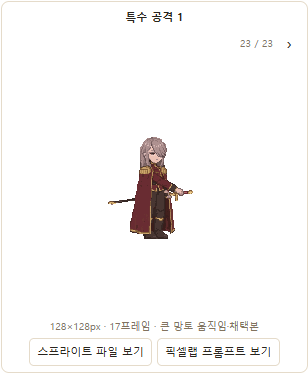 특수 공격 1
23 / 23 ›
128×128px · 17프레임 · 큰 망토 움직임·채택본
스프라이트 파일 보기 픽셀랩 프롬프트 보기